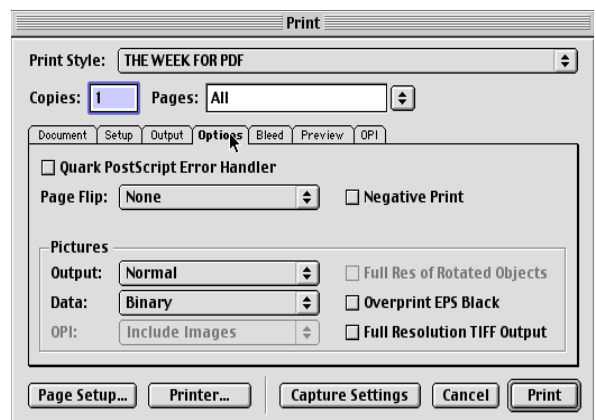 Print
Print Style: THE WEEK FOR PDF
Copies: 1 Pages: All
Document Setup Output Options Bleed Preview OPI
Quark PostScript Error Handler
Page Flip: None Negative Print
Pictures
Output: Normal Full Res of Rotated Objects
Data: Binary Overprint EPS Black
OPI: Include Images Full Resolution TIFF Output
Page Setup... Printer... Capture Settings Cancel Print